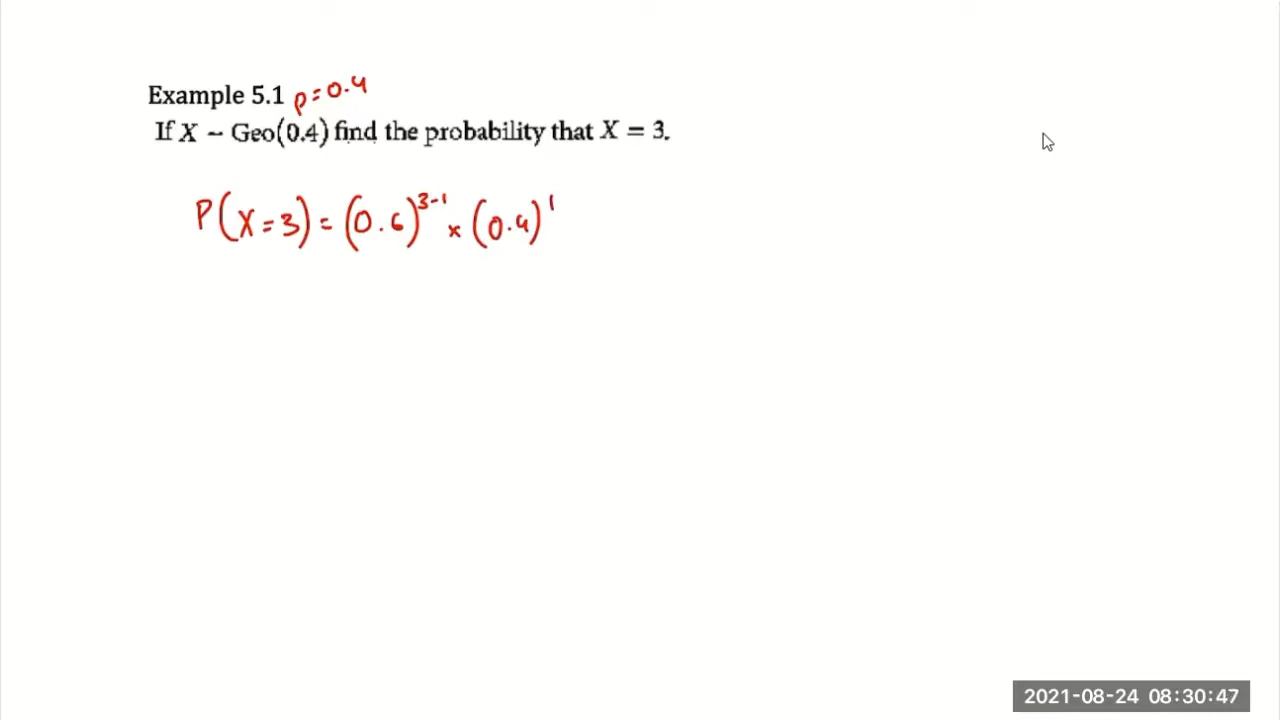 Example 5.1 p=0.4
If X ~ Geo(0.4) find the probability that X = 3.
P(X=3) = (0.6)^3-1 × (0.4)^1
2021-08-24 08:30:47